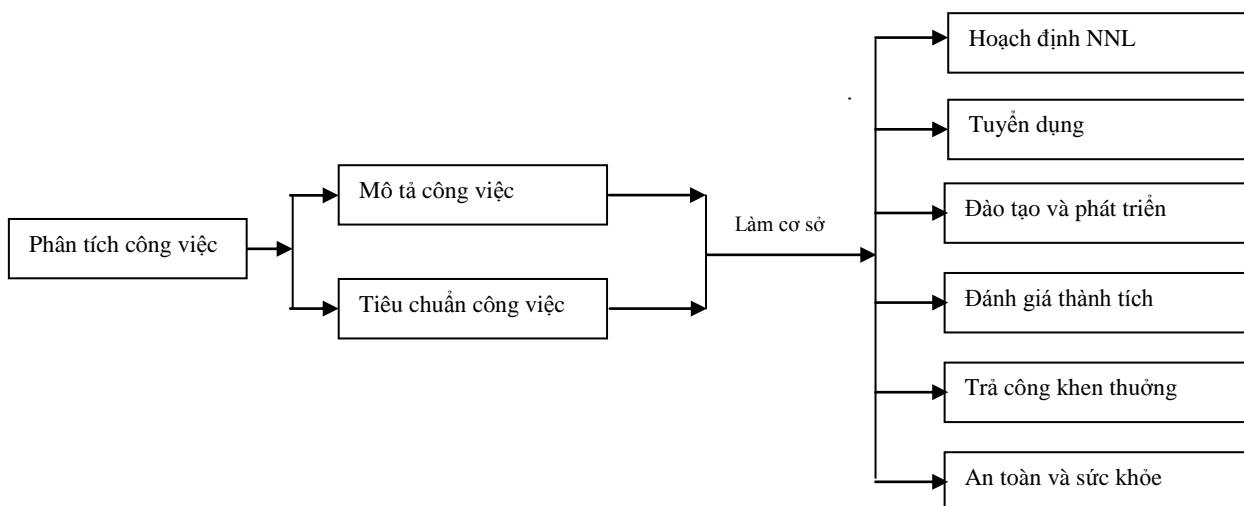 Phân tích công việc
Mô tả công việc
Tiêu chuẩn công việc
Làm cơ sở
Hoạch định NNL
Tuyển dụng
Đào tạo và phát triển
Đánh giá thành tích
Trả công khen thuởng
An toàn và sức khỏe